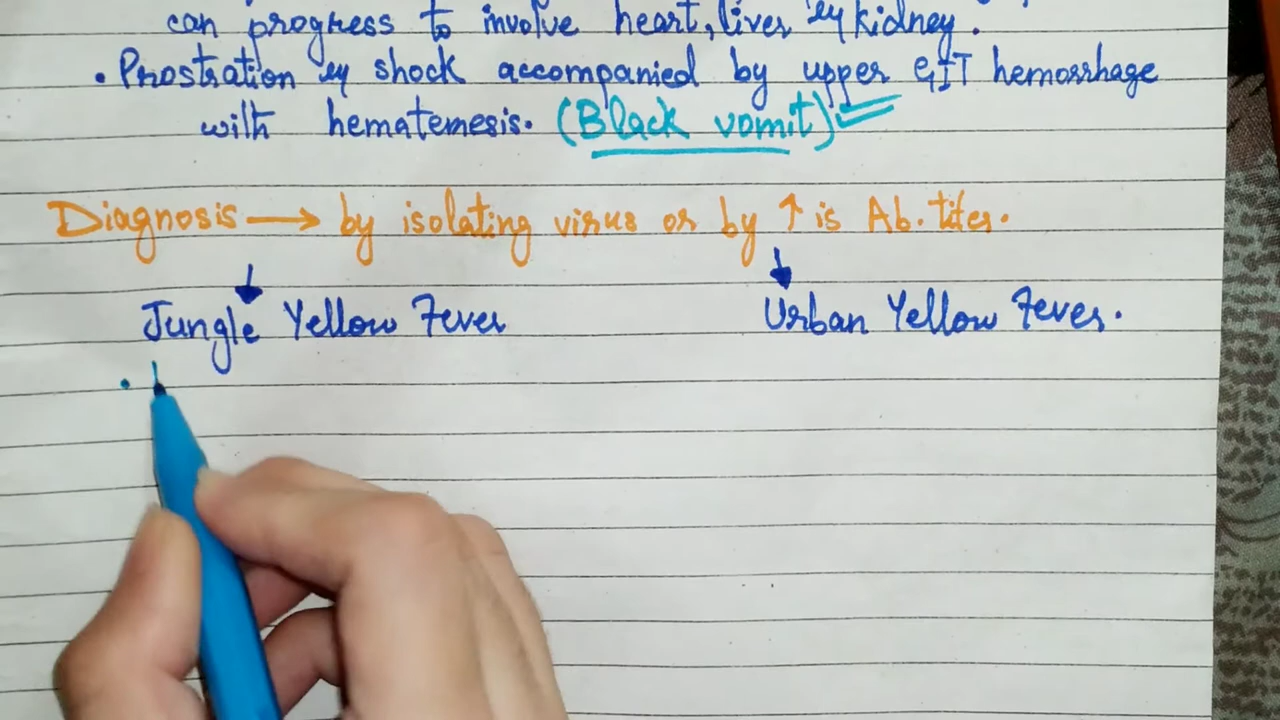 can progress to involve heart, liver & kidney.
• Prostration & shock accompanied by upper GIT hemorrhage
with hematemesis. (Black vomit)
Diagnosis → by isolating virus or by ↑ is Ab. titer.
↓ ↓
Jungle Yellow Fever Urban Yellow Fever.
•